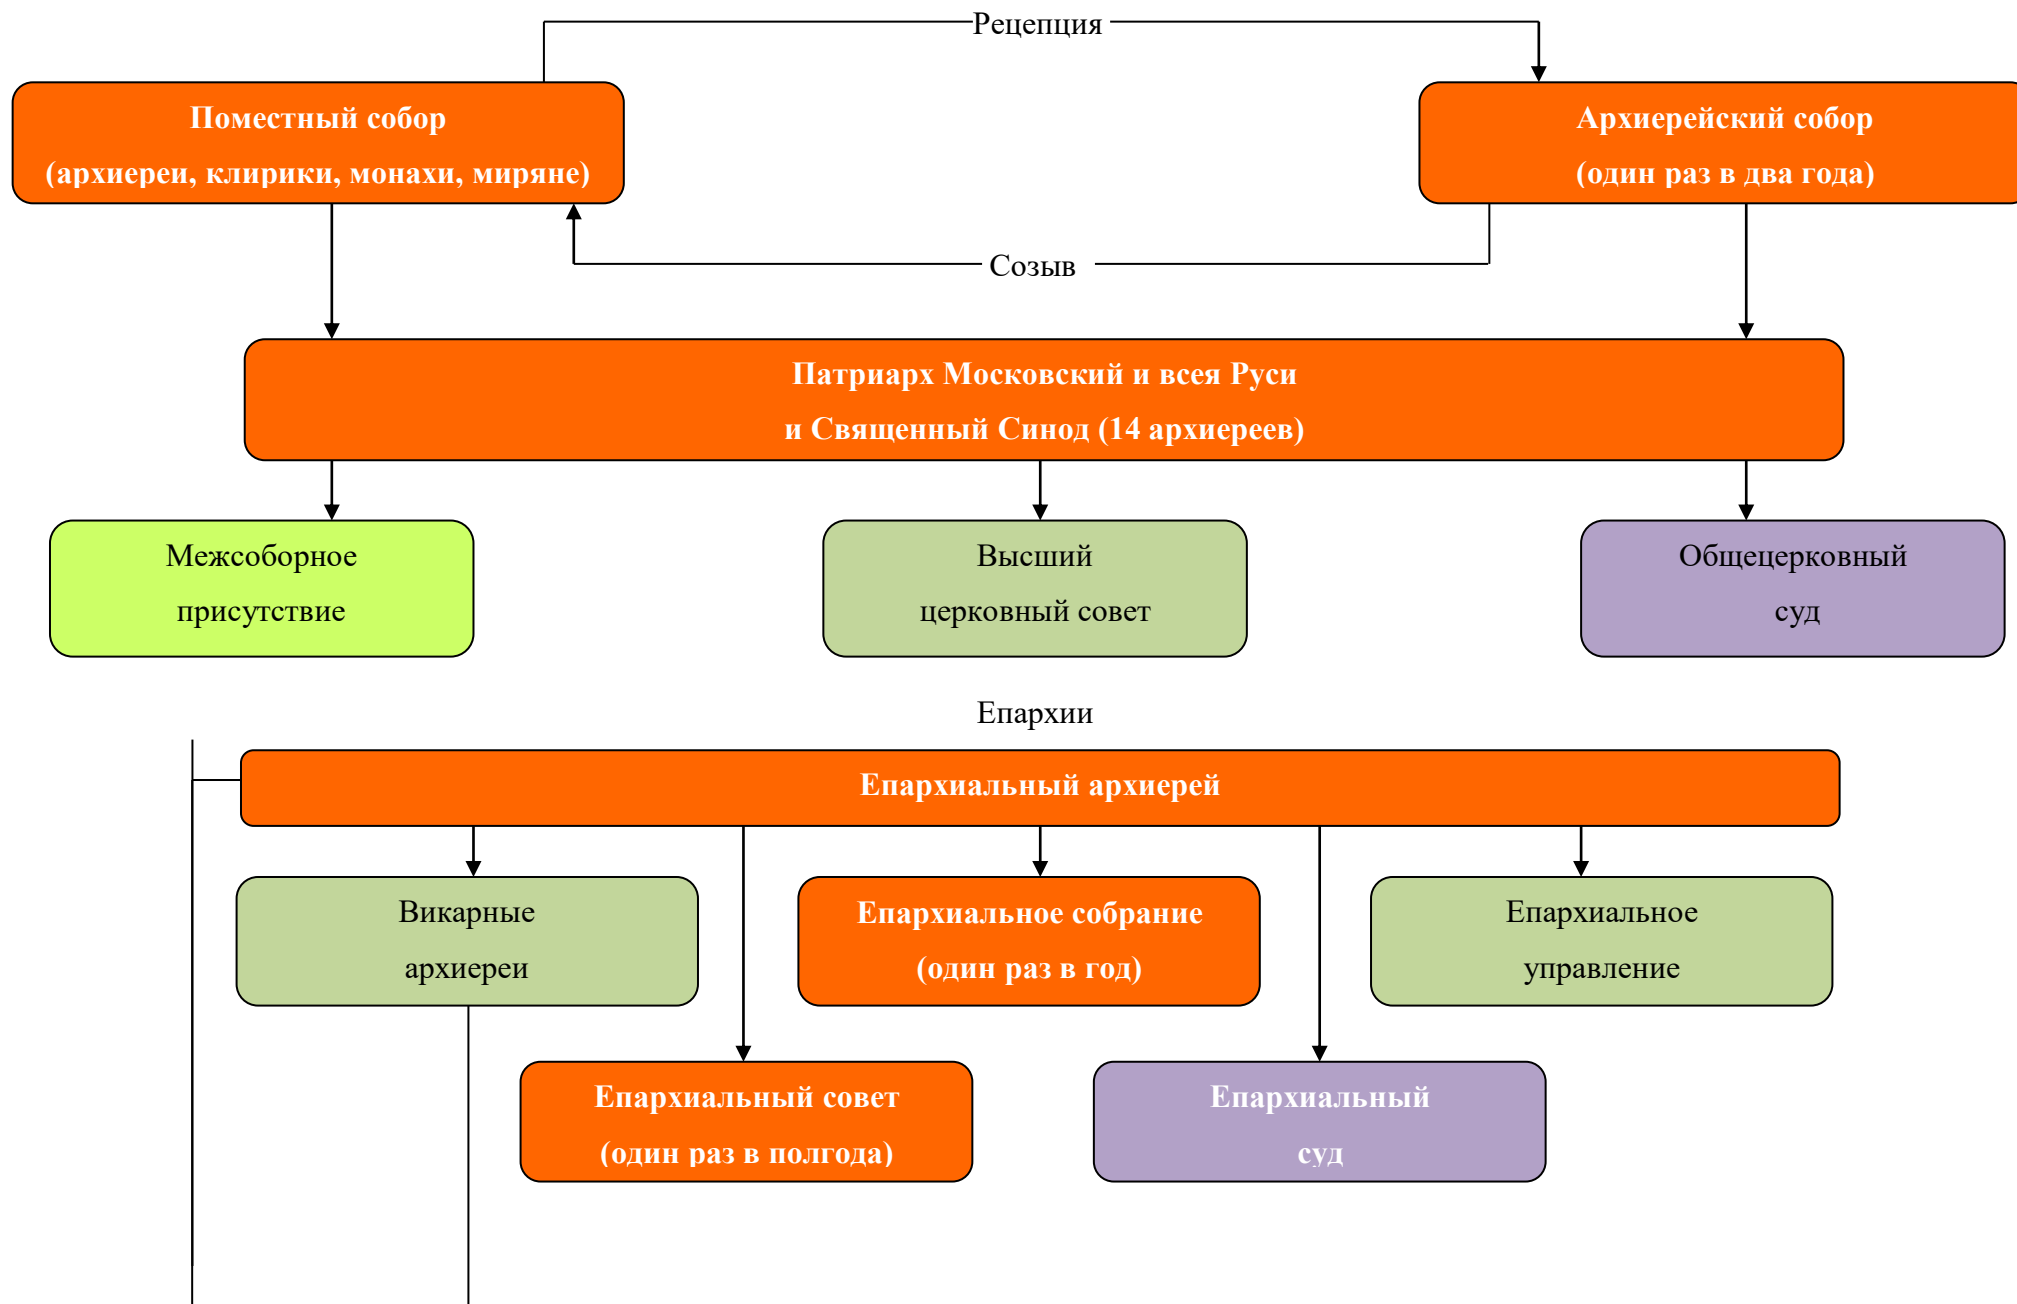 Рецепция
Поместный собор
(архиереи, клирики, монахи, миряне)
Архиерейский собор
(один раз в два года)
Созыв
Патриарх Московский и всея Руси
и Священный Синод (14 архиереев)
Межсоборное
присутствие
Высший
церковный совет
Общецерковный
суд
Епархии
Епархиальный архиерей
Викарные
архиереи
Епархиальное собрание
(один раз в год)
Епархиальное
управление
Епархиальный совет
(один раз в полгода)
Епархиальный
суд